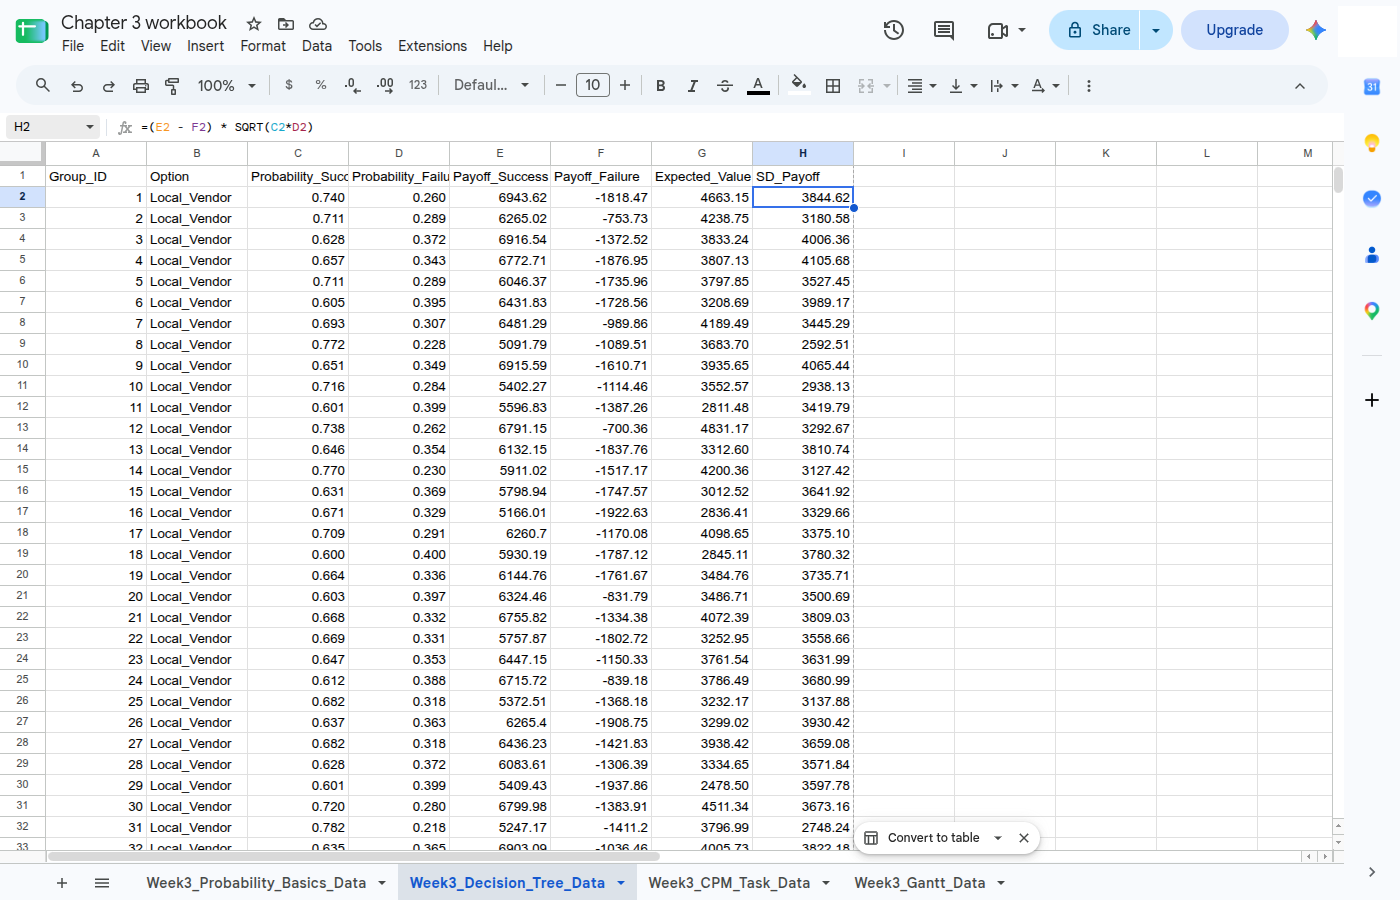 Chapter 3 workbook
File Edit View Insert Format Data Tools Extensions Help
Share
Upgrade
100% $ % .0 .00 123 Defaul... 10 B I A
31
H2 =(E2 - F2) * SQRT(C2*D2)
A B C D E F G H I J K L M
1 Group_ID Option Probability_Succ Probability_Failu Payoff_Success Payoff_Failure Expected_Value SD_Payoff
2 1 Local_Vendor 0.740 0.260 6943.62 -1818.47 4663.15 3844.62
3 2 Local_Vendor 0.711 0.289 6265.02 -753.73 4238.75 3180.58
4 3 Local_Vendor 0.628 0.372 6916.54 -1372.52 3833.24 4006.36
5 4 Local_Vendor 0.657 0.343 6772.71 -1876.95 3807.13 4105.68
6 5 Local_Vendor 0.711 0.289 6046.37 -1735.96 3797.85 3527.45
7 6 Local_Vendor 0.605 0.395 6431.83 -1728.56 3208.69 3989.17
8 7 Local_Vendor 0.693 0.307 6481.29 -989.86 4189.49 3445.29
9 8 Local_Vendor 0.772 0.228 5091.79 -1089.51 3683.70 2592.51
10 9 Local_Vendor 0.651 0.349 6915.59 -1610.71 3935.65 4065.44
11 10 Local_Vendor 0.716 0.284 5402.27 -1114.46 3552.57 2938.13
12 11 Local_Vendor 0.601 0.399 5596.83 -1387.26 2811.48 3419.79
13 12 Local_Vendor 0.738 0.262 6791.15 -700.36 4831.17 3292.67
14 13 Local_Vendor 0.646 0.354 6132.15 -1837.76 3312.60 3810.74
15 14 Local_Vendor 0.770 0.230 5911.02 -1517.17 4200.36 3127.42
16 15 Local_Vendor 0.631 0.369 5798.94 -1747.57 3012.52 3641.92
17 16 Local_Vendor 0.671 0.329 5166.01 -1922.63 2836.41 3329.66
18 17 Local_Vendor 0.709 0.291 6260.7 -1170.08 4098.65 3375.10
19 18 Local_Vendor 0.600 0.400 5930.19 -1787.12 2845.11 3780.32
20 19 Local_Vendor 0.664 0.336 6144.76 -1761.67 3484.76 3735.71
21 20 Local_Vendor 0.603 0.397 6324.46 -831.79 3486.71 3500.69
22 21 Local_Vendor 0.668 0.332 6755.82 -1334.38 4072.39 3809.03
23 22 Local_Vendor 0.669 0.331 5757.87 -1802.72 3252.95 3558.66
24 23 Local_Vendor 0.647 0.353 6447.15 -1150.33 3761.54 3631.99
25 24 Local_Vendor 0.612 0.388 6715.72 -839.18 3786.49 3680.99
26 25 Local_Vendor 0.682 0.318 5372.51 -1368.18 3232.17 3137.88
27 26 Local_Vendor 0.637 0.363 6265.4 -1908.75 3299.02 3930.42
28 27 Local_Vendor 0.682 0.318 6436.23 -1421.83 3938.42 3659.08
29 28 Local_Vendor 0.628 0.372 6083.61 -1306.39 3334.65 3571.84
30 29 Local_Vendor 0.601 0.399 5409.43 -1937.86 2478.50 3597.78
31 30 Local_Vendor 0.720 0.280 6799.98 -1383.91 4511.34 3673.16
32 31 Local_Vendor 0.782 0.218 5247.17 -1411.2 3796.99 2748.24
33 32 Local_Vendor 0.635 0.365 6903.09 -1036.46 4005.73 3822.18
Convert to table
Week3_Probability_Basics_Data Week3_Decision_Tree_Data Week3_CPM_Task_Data Week3_Gantt_Data